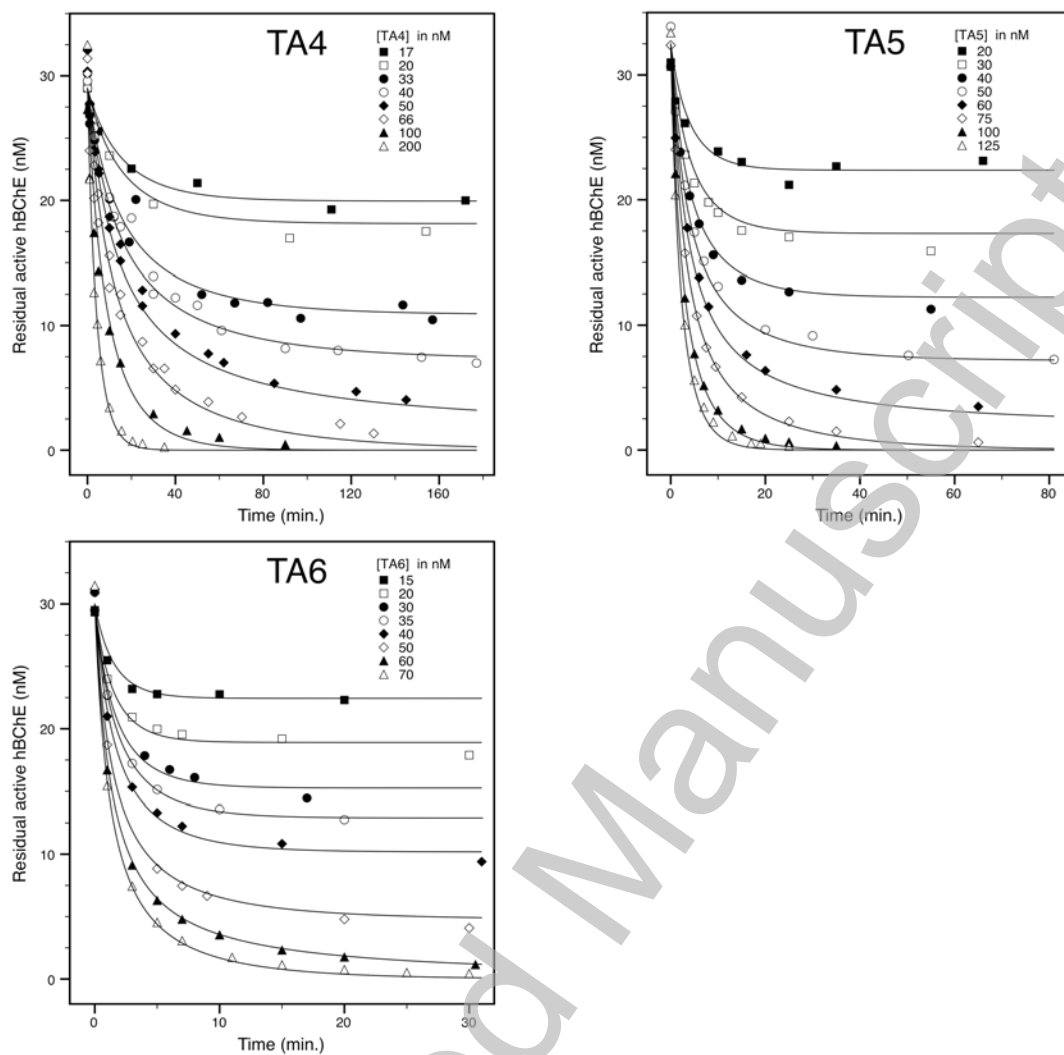 TA4
[TA4] in nM
17
20
33
40
50
66
100
200
30
20
10
0
Residual active hBChE (nM)
0 40 80 120 160
Time (min.)
TA5
[TA5] in nM
20
30
40
50
60
75
100
125
30
20
10
0
Residual active hBChE (nM)
0 20 40 60 80
Time (min.)
TA6
[TA6] in nM
15
20
30
35
40
50
60
70
30
20
10
0
Residual active hBChE (nM)
0 10 20 30
Time (min.)
d Manuscript